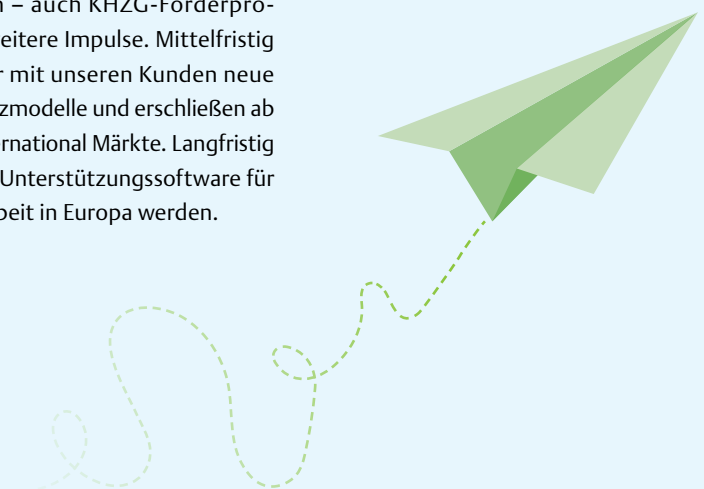 – auch KHZG-Förderpro-
eitere Impulse. Mittelfristig
mit unseren Kunden neue
zmodelle und erschließen ab
ernational Märkte. Langfristig
Unterstützungssoftware für
beit in Europa werden.